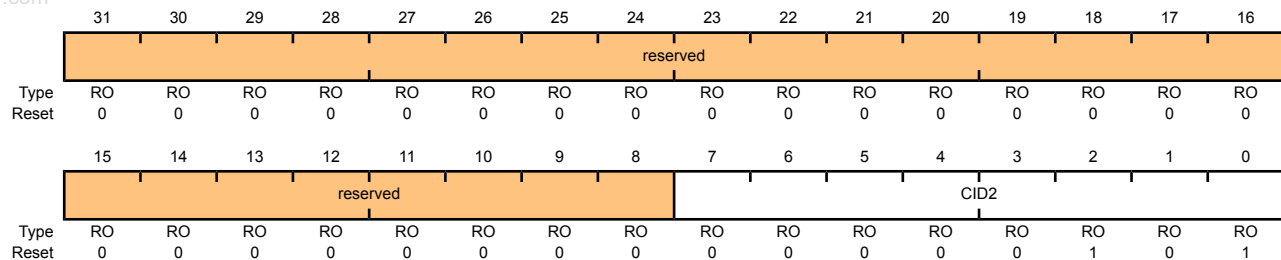 .com
31 30 29 28 27 26 25 24 23 22 21 20 19 18 17 16
reserved
Type RO RO RO RO RO RO RO RO RO RO RO RO RO RO RO RO
Reset 0 0 0 0 0 0 0 0 0 0 0 0 0 0 0 0
15 14 13 12 11 10 9 8 7 6 5 4 3 2 1 0
reserved CID2
Type RO RO RO RO RO RO RO RO RO RO RO RO RO RO RO RO
Reset 0 0 0 0 0 0 0 0 0 0 0 0 0 1 0 1